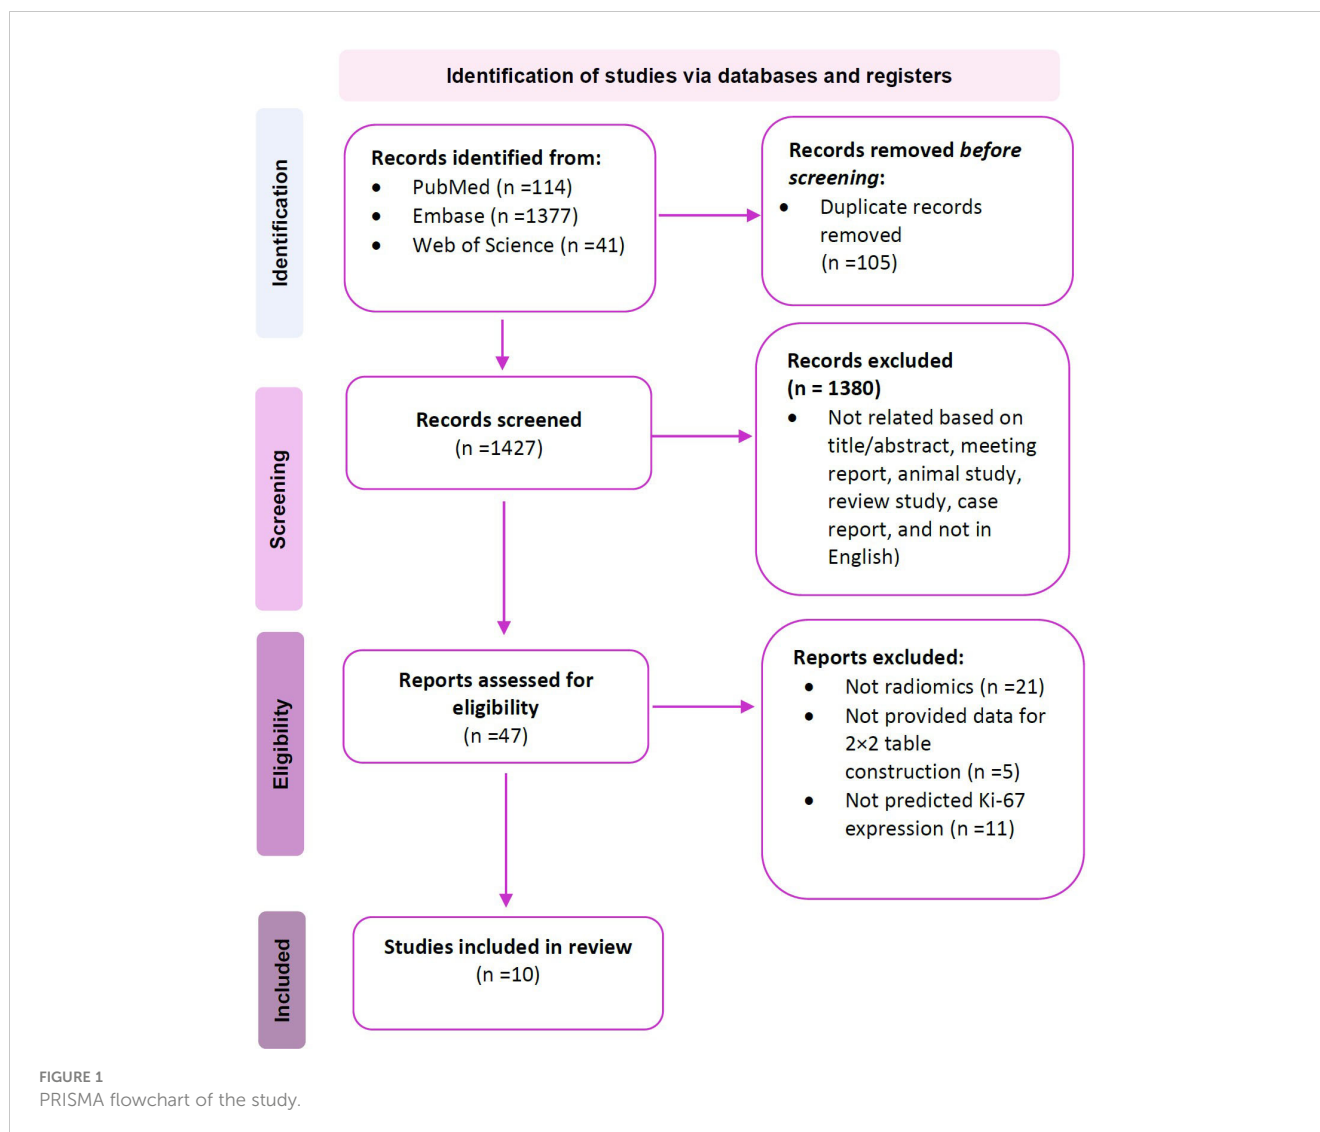 Identification of studies via databases and registers
Identification
Records identified from:
• PubMed (n =114)
• Embase (n =1377)
• Web of Science (n =41)
Records removed before
screening:
• Duplicate records
removed
(n =105)
Screening
Records screened
(n =1427)
Records excluded
(n = 1380)
• Not related based on
title/abstract, meeting
report, animal study,
review study, case
report, and not in
English)
Eligibility
Reports assessed for
eligibility
(n =47)
Reports excluded:
• Not radiomics (n =21)
• Not provided data for
2×2 table
construction (n =5)
• Not predicted Ki-67
expression (n =11)
Included
Studies included in review
(n =10)
FIGURE 1
PRISMA flowchart of the study.